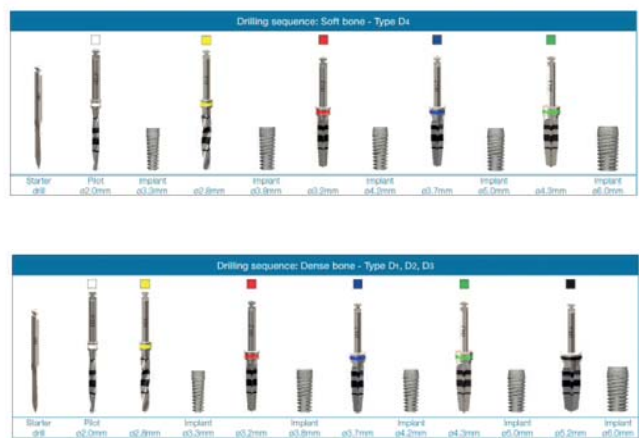 Drilling sequence: Soft bone - Type D4
Starter drill
Pilot ø2.0mm
Implant ø3.3mm
ø2.8mm
Implant ø3.8mm
ø3.2mm
Implant ø4.2mm
ø3.7mm
Implant ø5.0mm
ø4.3mm
Implant ø6.0mm
Drilling sequence: Dense bone - Type D1, D2, D3
Starter drill
Pilot ø2.0mm
ø2.8mm
Implant ø3.3mm
ø3.2mm
Implant ø3.8mm
ø3.7mm
Implant ø4.2mm
ø4.3mm
Implant ø5.0mm
ø5.2mm
Implant ø6.0mm